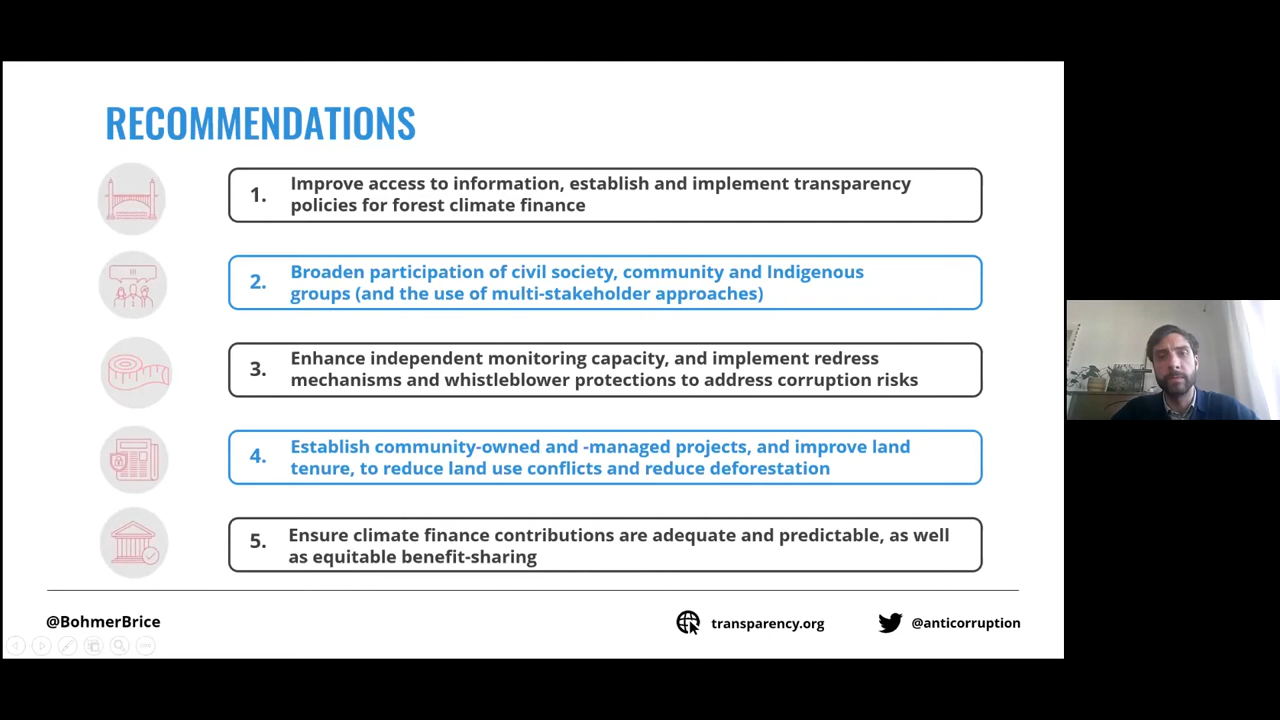 RECOMMENDATIONS
1.
Improve access to information, establish and implement transparency
policies for forest climate finance
2.
Broaden participation of civil society, community and Indigenous
groups (and the use of multi-stakeholder approaches)
3.
Enhance independent monitoring capacity, and implement redress
mechanisms and whistleblower protections to address corruption risks
4.
Establish community-owned and -managed projects, and improve land
tenure, to reduce land use conflicts and reduce deforestation
5.
Ensure climate finance contributions are adequate and predictable, as well
as equitable benefit-sharing
@BohmerBrice
transparency.org
@anticorruption